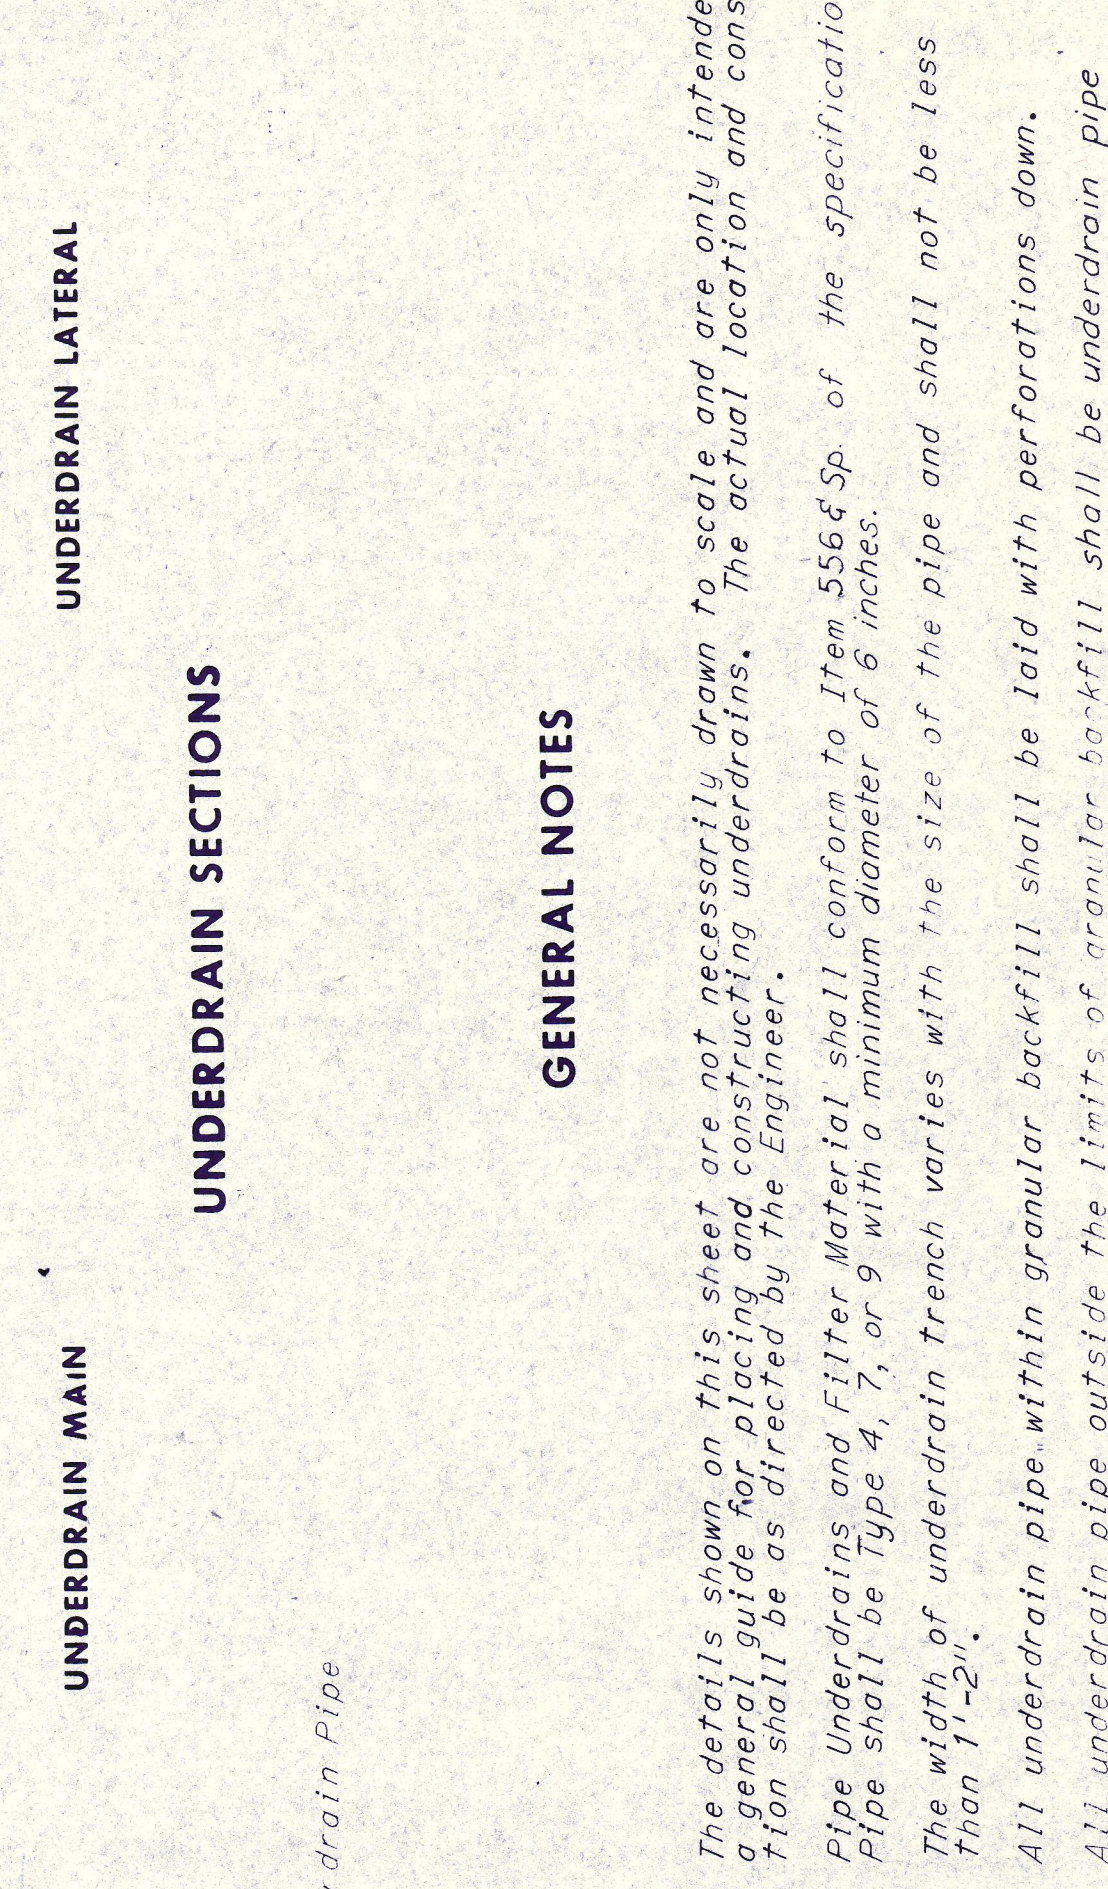 UNDERDRAIN MAIN
UNDERDRAIN LATERAL
UNDERDRAIN SECTIONS
drain Pipe
GENERAL NOTES
The details shown on this sheet are not necessarily drawn to scale and are only intende
a general guide for placing and constructing underdrains. The actual location and cons
tion shall be as directed by the Engineer.
Pipe Underdrains and Filter Material shall conform to Item 556 & Sp. of the specificatio
Pipe shall be Type 4, 7, or 9 with a minimum diameter of 6 inches.
The width of underdrain trench varies with the size of the pipe and shall not be less
than 1'-2".
All underdrain pipe within granular backfill shall be laid with perforations down.
All underdrain pipe outside the limits of granular backfill shall be underdrain pipe